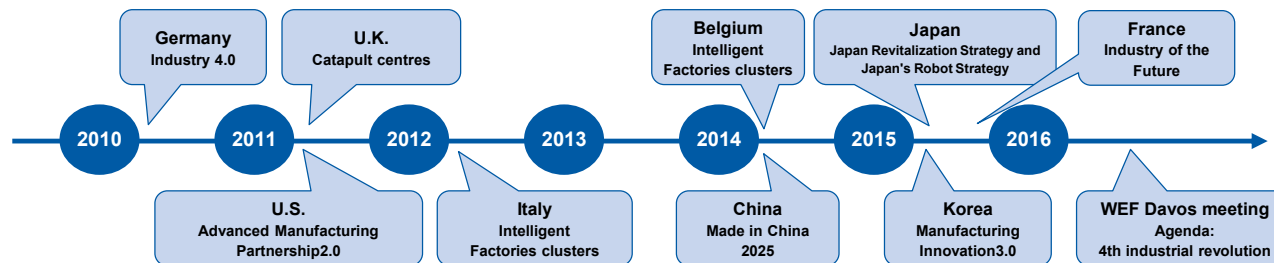 Germany
Industry 4.0
U.K.
Catapult centres
Belgium
Intelligent
Factories clusters
Japan
Japan Revitalization Strategy and
Japan's Robot Strategy
France
Industry of the
Future
2010
2011
2012
2013
2014
2015
2016
U.S.
Advanced Manufacturing
Partnership2.0
Italy
Intelligent
Factories clusters
China
Made in China
2025
Korea
Manufacturing
Innovation3.0
WEF Davos meeting
Agenda:
4th industrial revolution